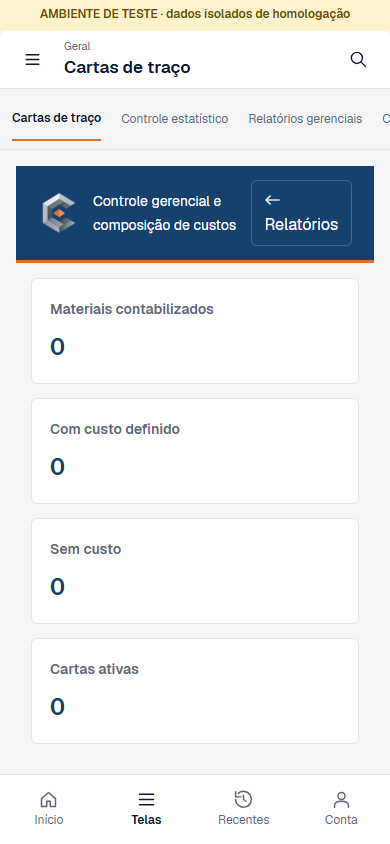 AMBIENTE DE TESTE · dados isolados de homologação
Geral
Cartas de traço
Cartas de traço
Controle estatístico
Relatórios gerenciais
C
Controle gerencial e
composição de custos
← Relatórios
Materiais contabilizados
0
Com custo definido
0
Sem custo
0
Cartas ativas
0
Início
Telas
Recentes
Conta